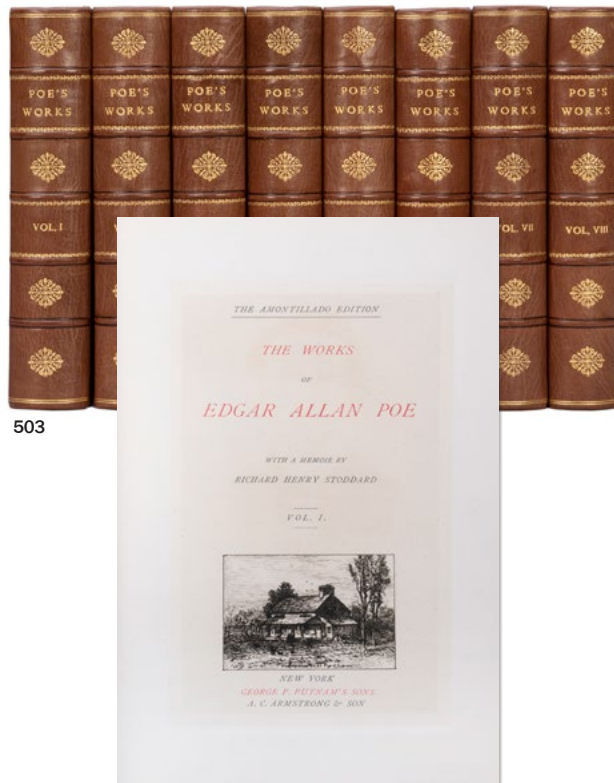 POE'S WORKS
POE'S WORKS
POE'S WORKS
POE'S WORKS
POE'S WORKS
POE'S WORKS
POE'S WORKS
POE'S WORKS
VOL. I
VOL. VII
VOL. VIII
503
THE AMONTILLADO EDITION
THE WORKS
OF
EDGAR ALLAN POE
WITH A MEMOIR BY
RICHARD HENRY STODDARD
VOL. I.
NEW YORK
GEORGE P. PUTNAM'S SONS.
A. C. ARMSTRONG & SON